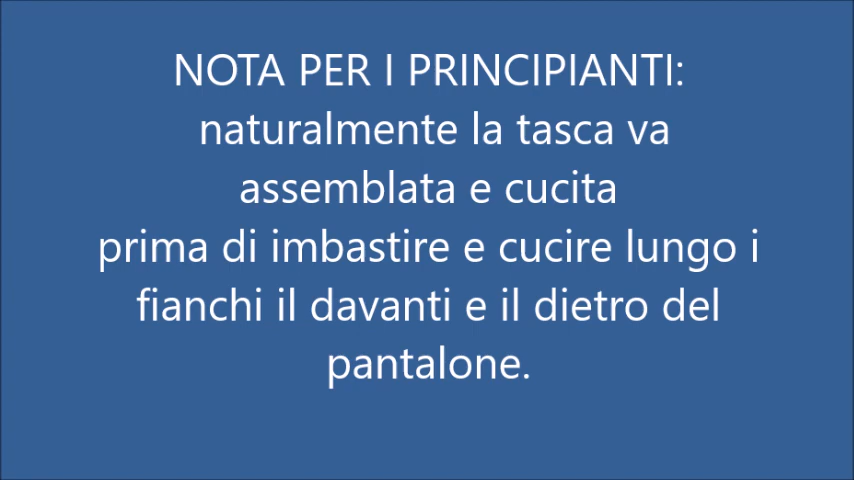 NOTA PER I PRINCIPIANTI:
naturalmente la tasca va
assemblata e cucita
prima di imbastire e cucire lungo i
fianchi il davanti e il dietro del
pantalone.